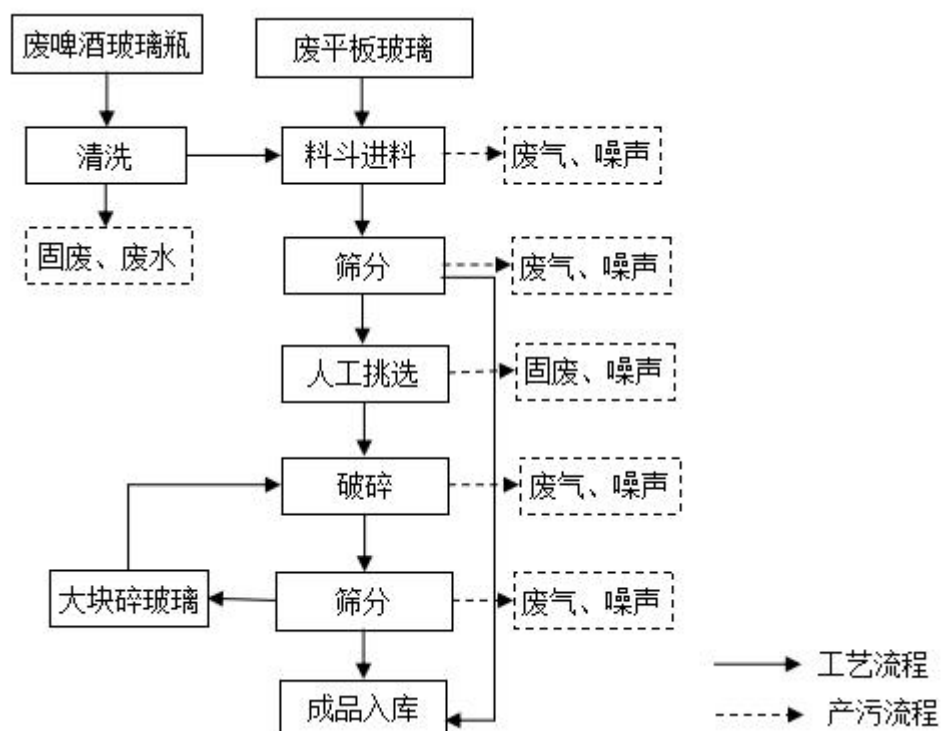 废啤酒玻璃瓶
废平板玻璃
清洗
料斗进料
废气、噪声
固废、废水
筛分
废气、噪声
人工挑选
固废、噪声
破碎
废气、噪声
大块碎玻璃
筛分
废气、噪声
工艺流程
成品入库
产污流程